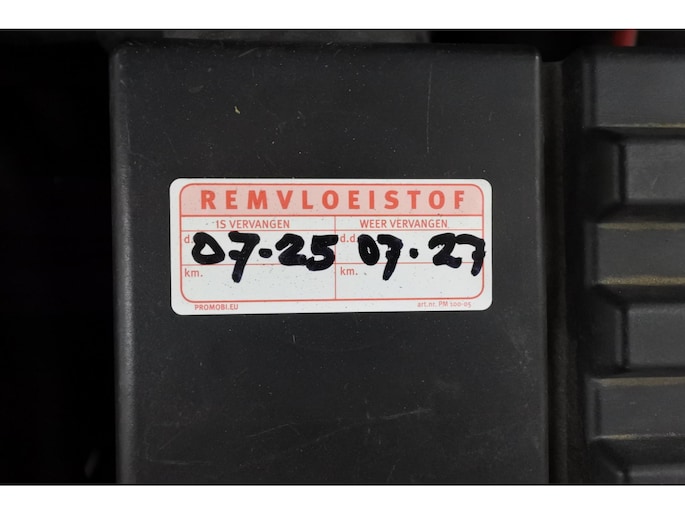 REMVLOEISTOF
IS VERVANGEN WEER VERVANGEN
d.d. 07-25 d.d. 07-27
km. km.
PROMOBI.EU art.nr. PM 100-05